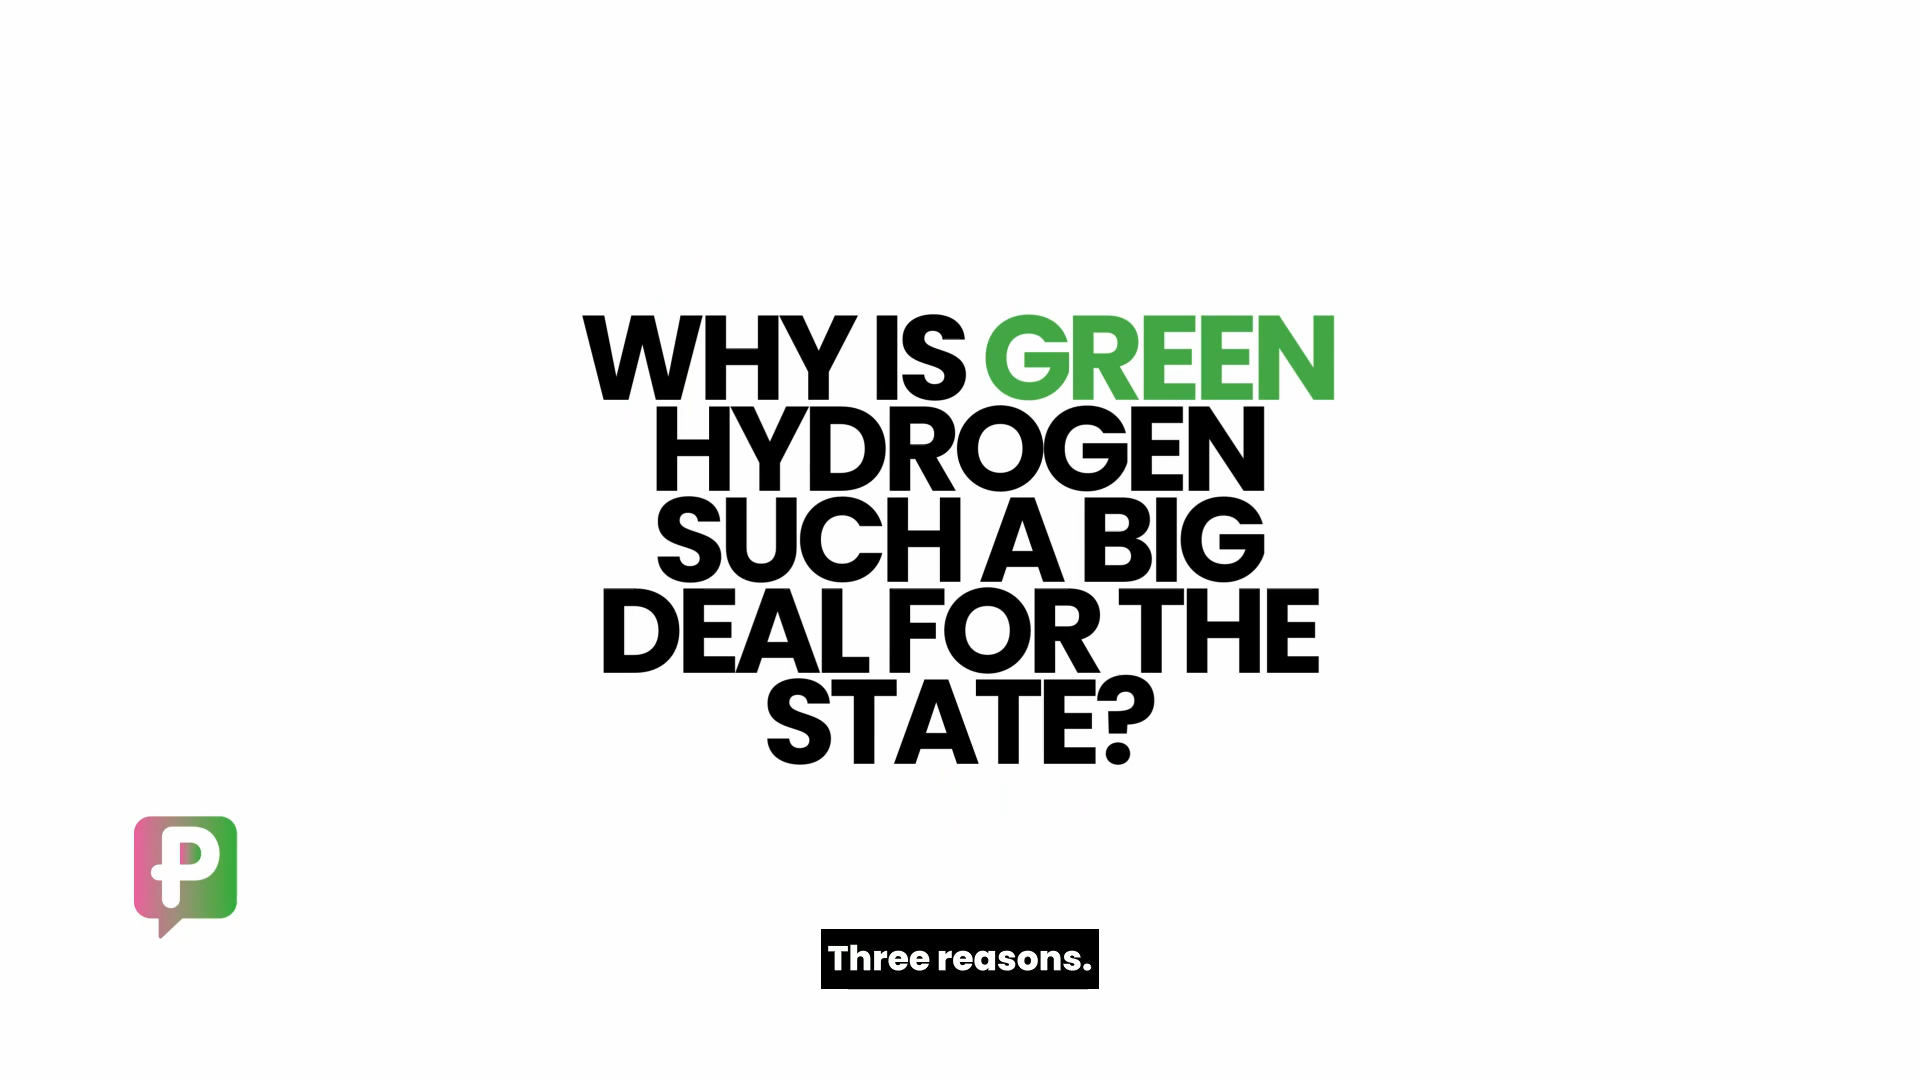 WHY IS GREEN
HYDROGEN
SUCH A BIG
DEAL FOR THE
STATE?
P
Three reasons.